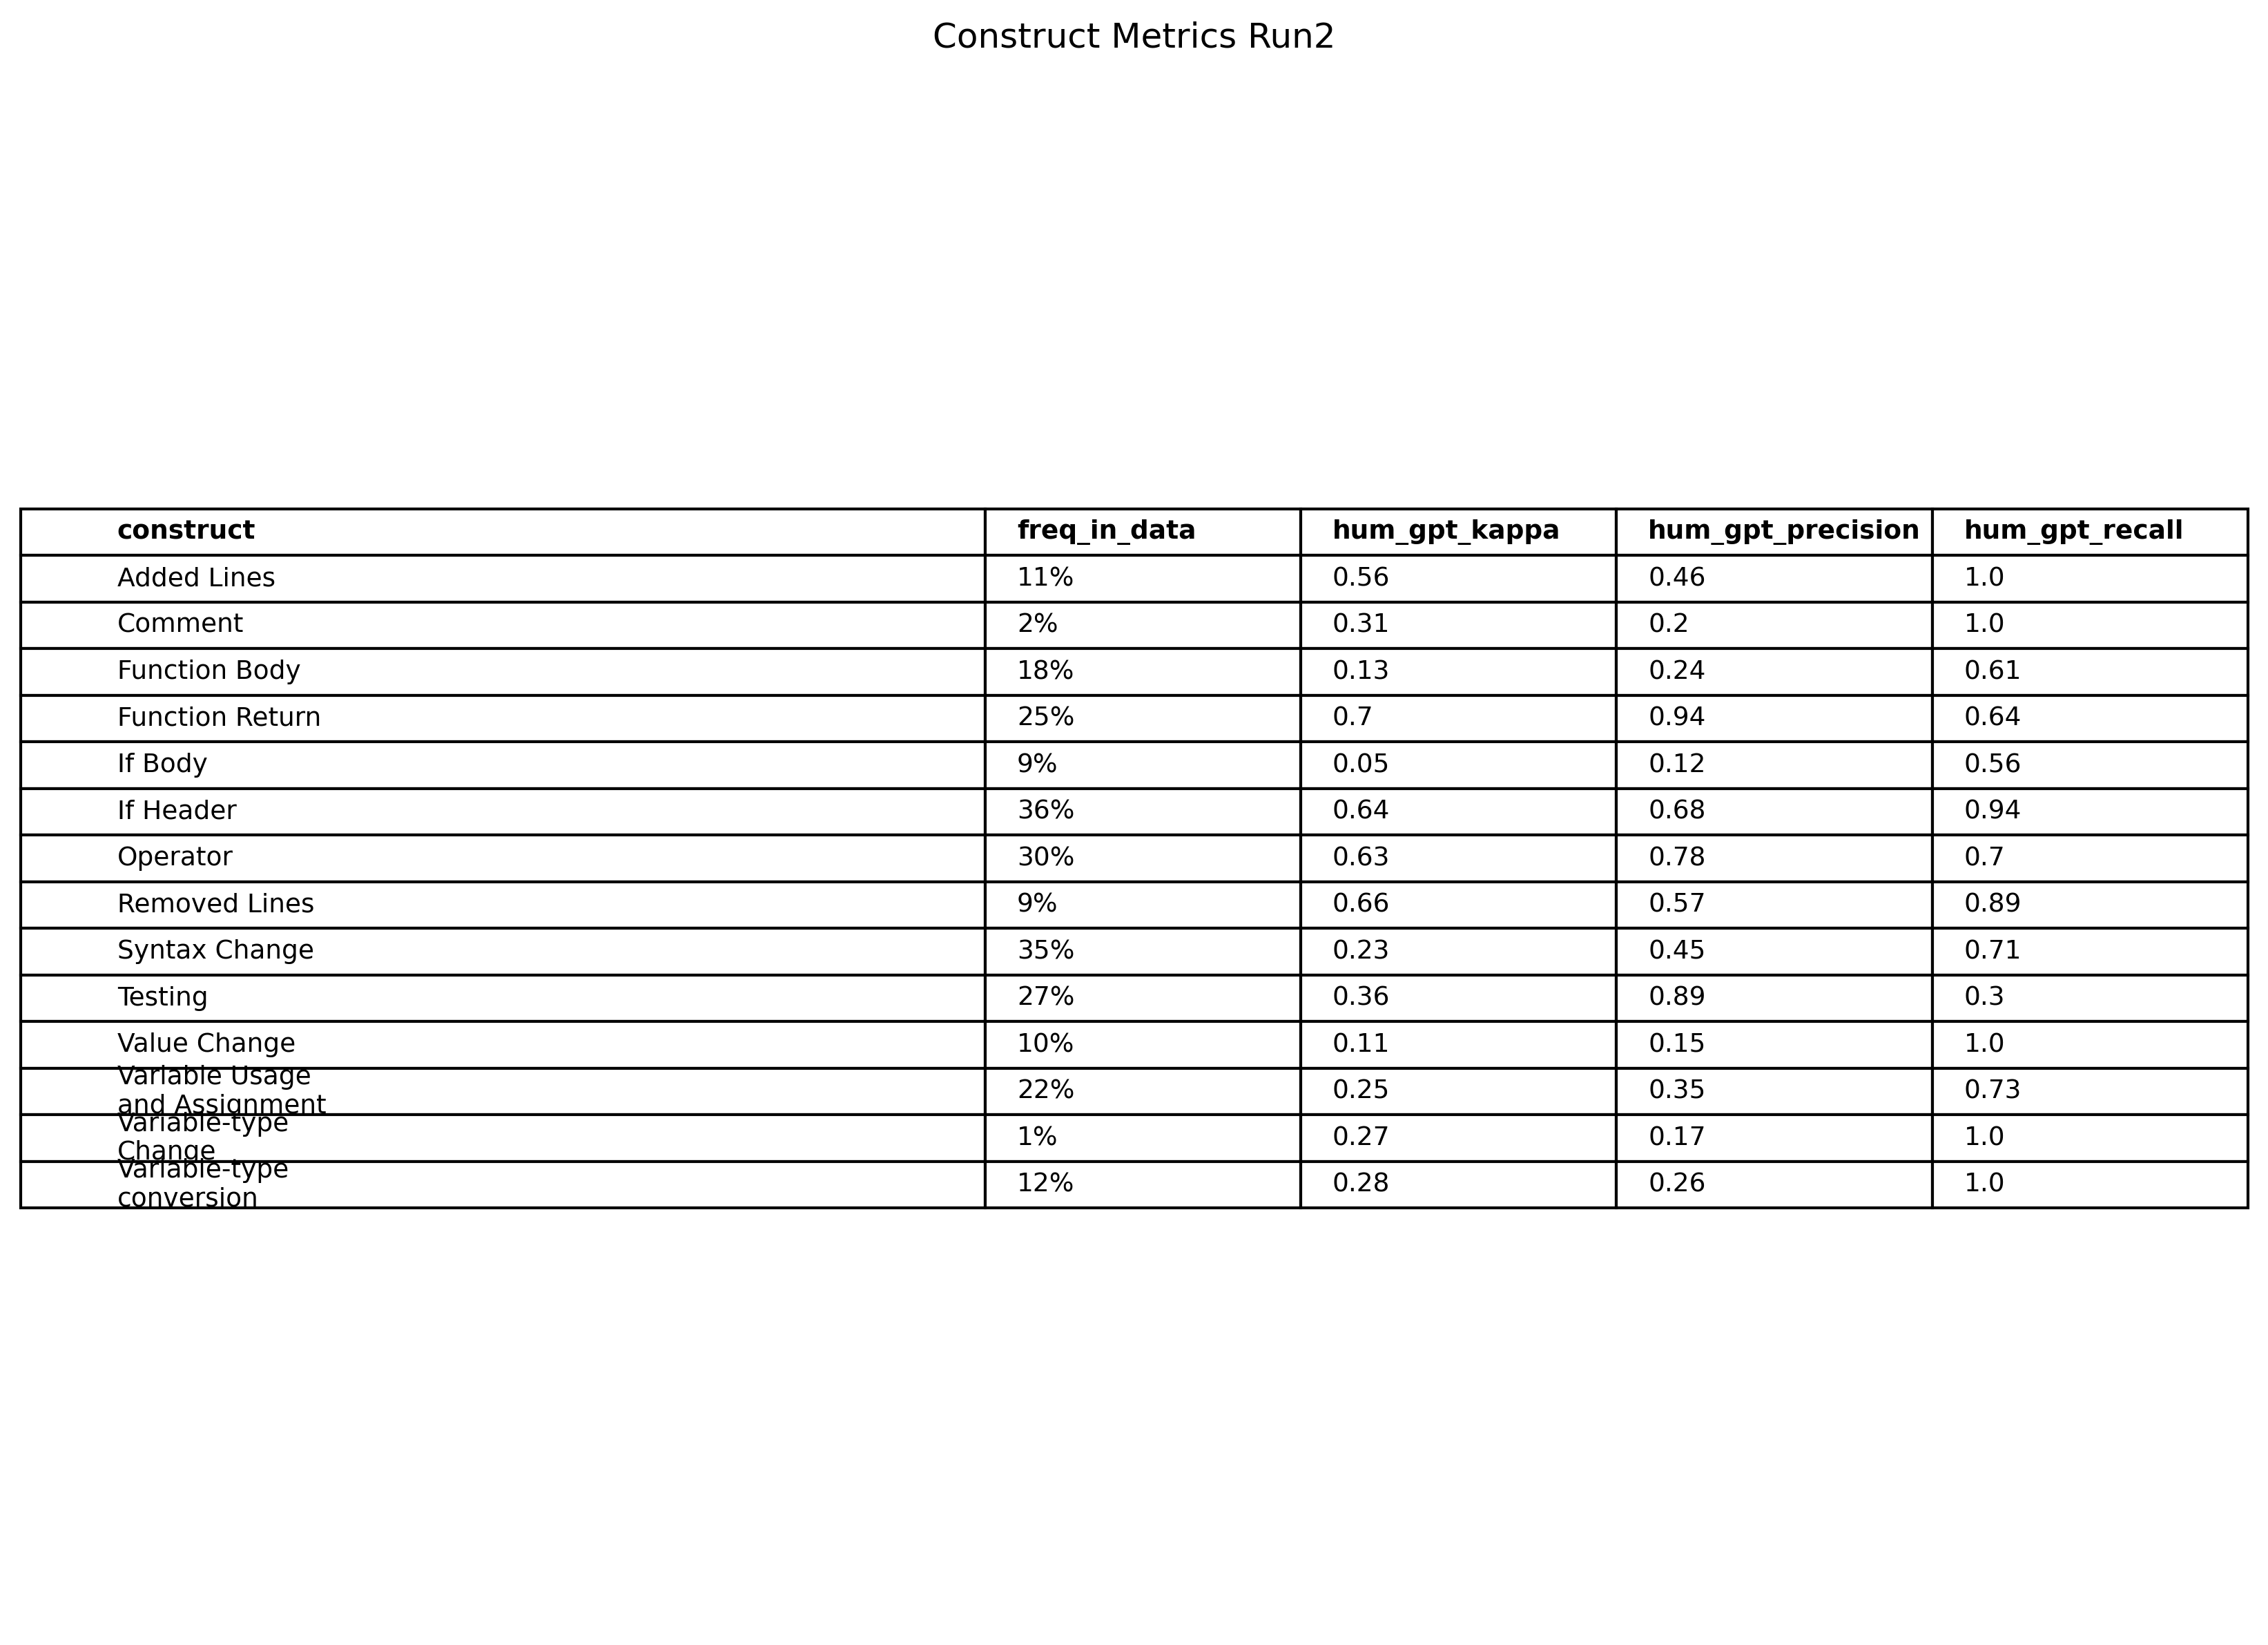 Construct Metrics Run2
construct freq_in_data hum_gpt_kappa hum_gpt_precision hum_gpt_recall
Added Lines 11% 0.56 0.46 1.0
Comment 2% 0.31 0.2 1.0
Function Body 18% 0.13 0.24 0.61
Function Return 25% 0.7 0.94 0.64
If Body 9% 0.05 0.12 0.56
If Header 36% 0.64 0.68 0.94
Operator 30% 0.63 0.78 0.7
Removed Lines 9% 0.66 0.57 0.89
Syntax Change 35% 0.23 0.45 0.71
Testing 27% 0.36 0.89 0.3
Value Change 10% 0.11 0.15 1.0
Variable Usage
and Assignment 22% 0.25 0.35 0.73
Variable-type
Change 1% 0.27 0.17 1.0
Variable-type
conversion 12% 0.28 0.26 1.0